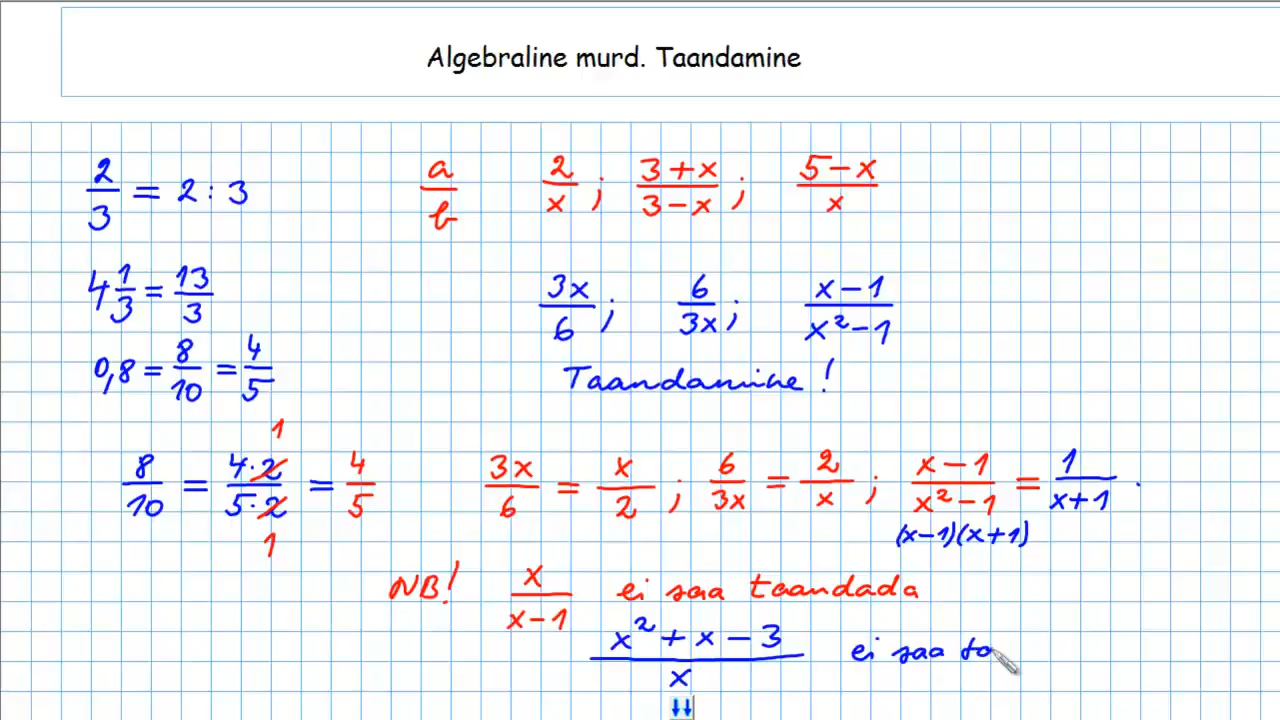 Algebraline murd. Taandamine
2/3 = 2 : 3
a/b 2/x ; 3+x/3−x ; 5−x/x
4 1/3 = 13/3
3x/6 ; 6/3x ; x−1/x²−1
0,8 = 8/10 = 4/5
Taandamine !
1
8/10 = 4·2/5·2 = 4/5
1
3x/6 = x/2 ; 6/3x = 2/x ; x−1/x²−1 = 1/x+1 .
(x−1)(x+1)
NB! x/x−1 ei saa taandada
x²+x−3/x ei saa ta